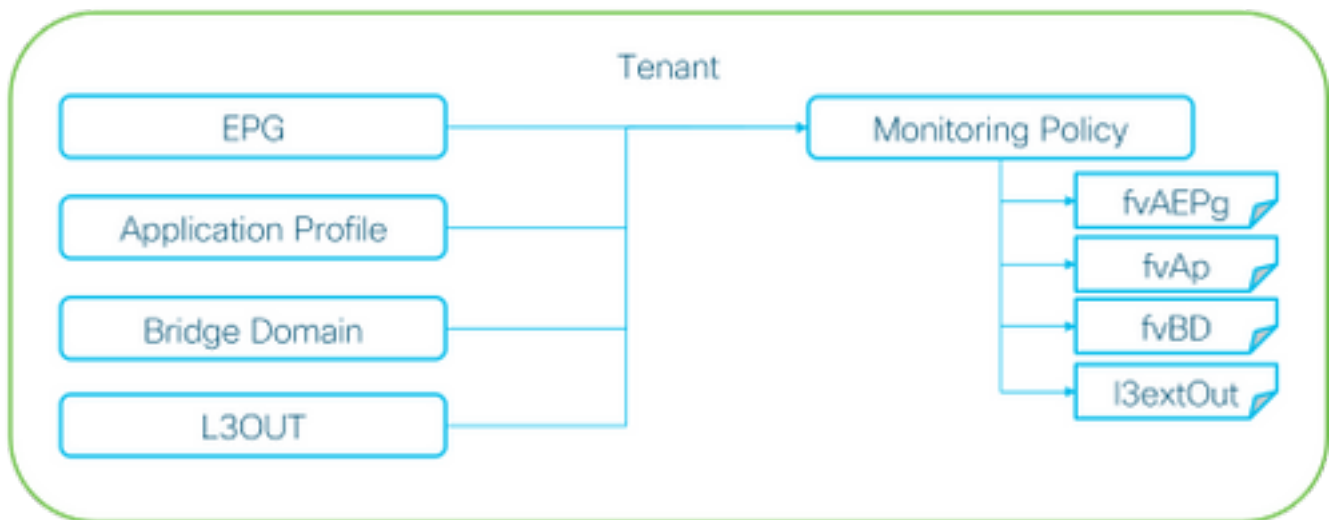 Tenant
EPG
Monitoring Policy
Application Profile
Bridge Domain
L3OUT
fvAEPg
fvAp
fvBD
l3extOut